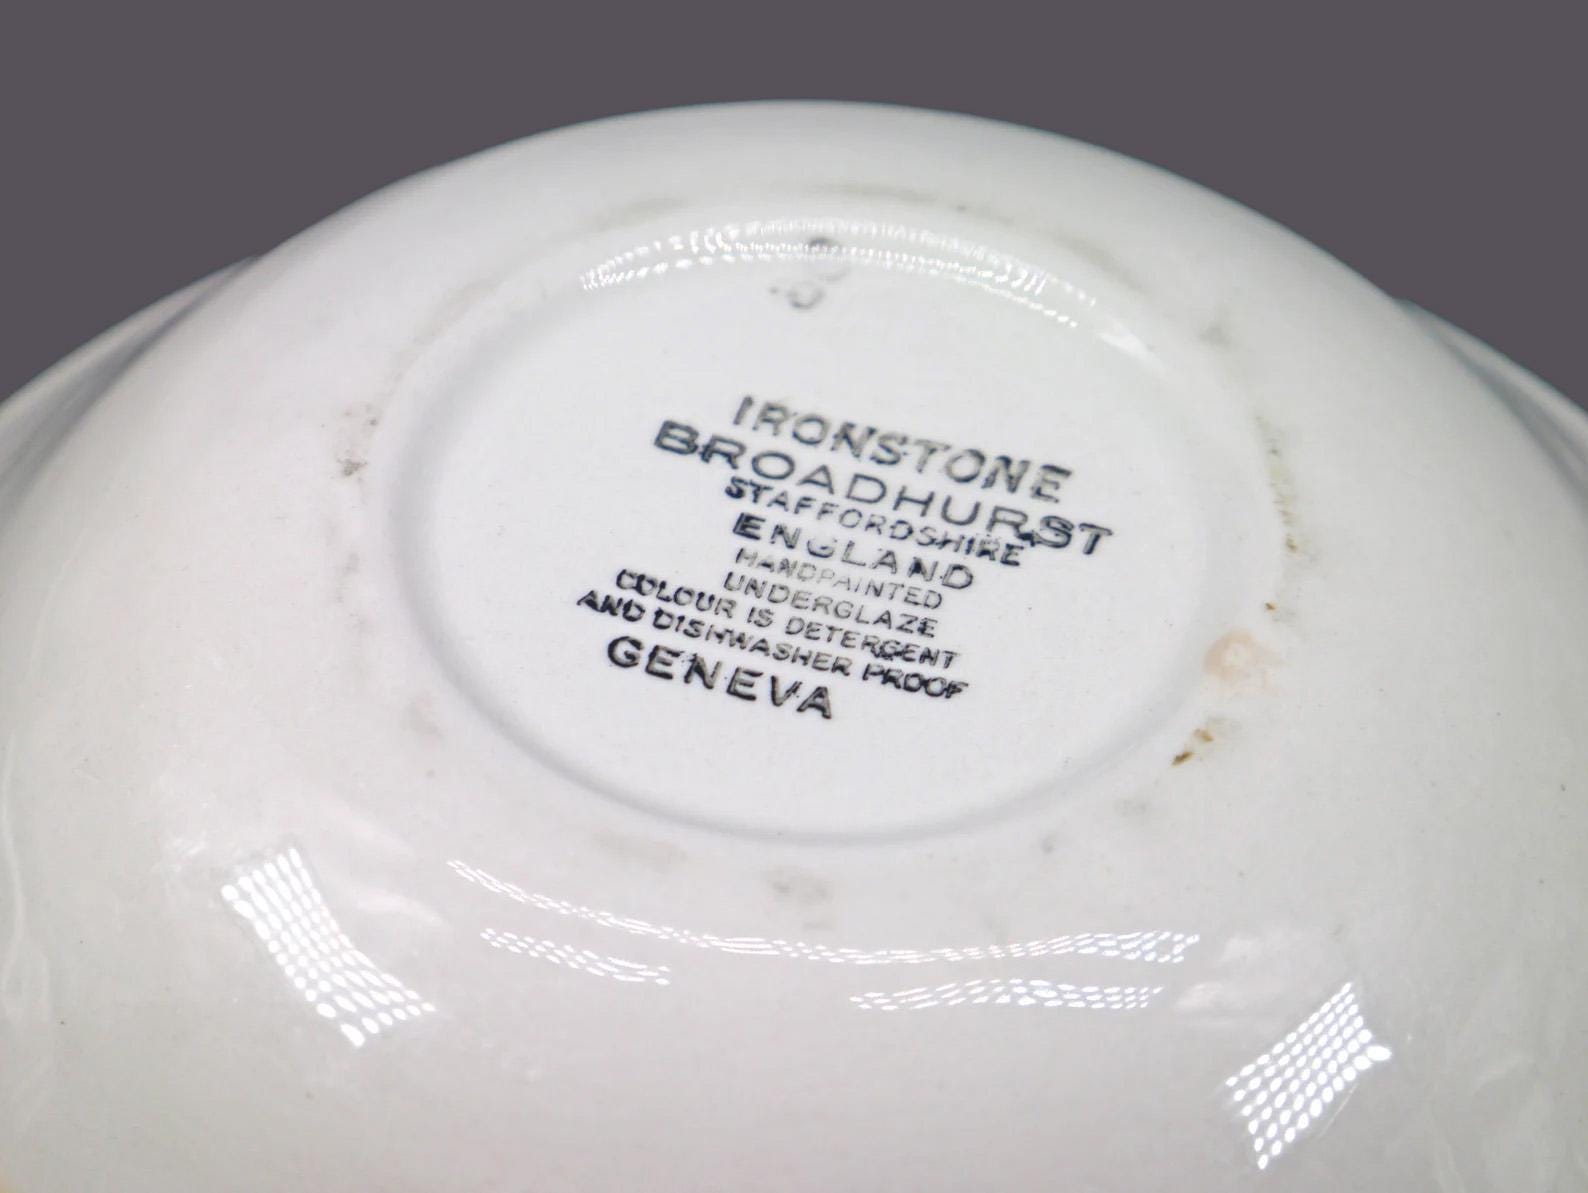 IRONSTONE
BROADHURST
STAFFORDSHIRE
ENGLAND
HANDPAINTED
UNDERGLAZE
COLOUR IS DETERGENT
AND DISHWASHER PROOF
GENEVA